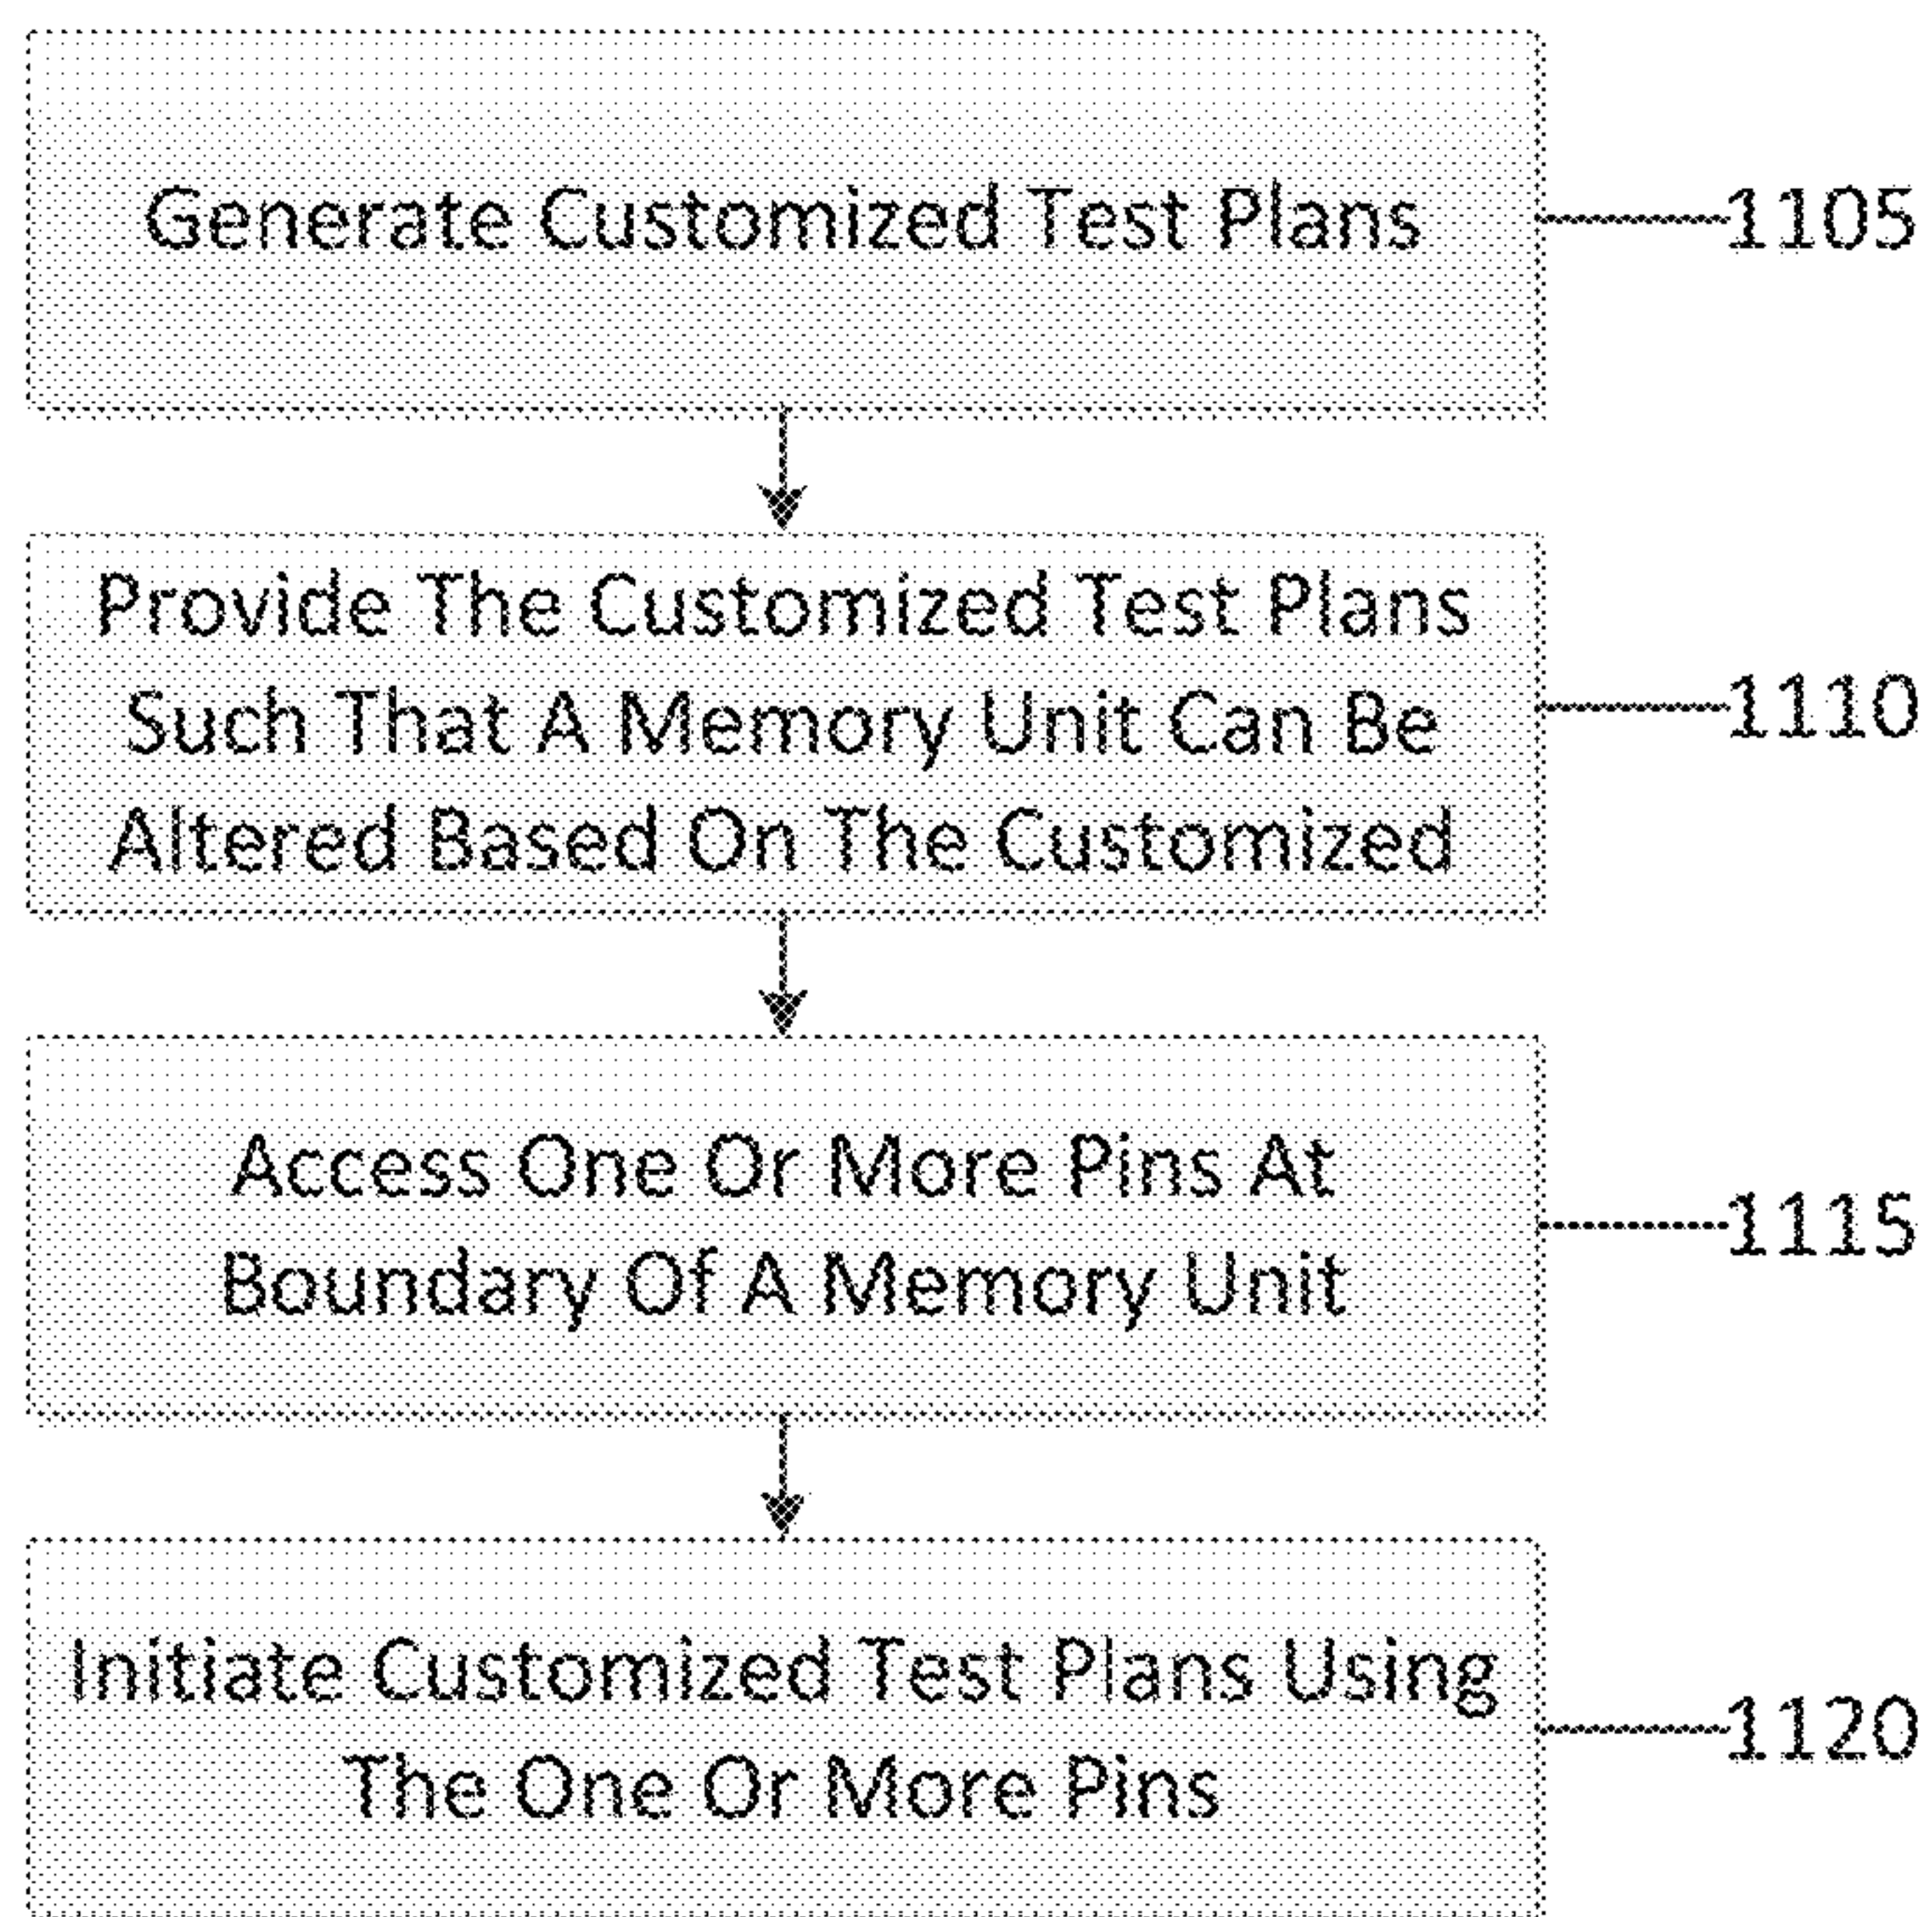 Generate Customized Test Plans
1105
Provide The Customized Test Plans
Such That A Memory Unit Can Be
Altered Based On The Customized
1110
Access One Or More Pins At
Boundary Of A Memory Unit
1115
Initiate Customized Test Plans Using
The One Or More Pins
1120